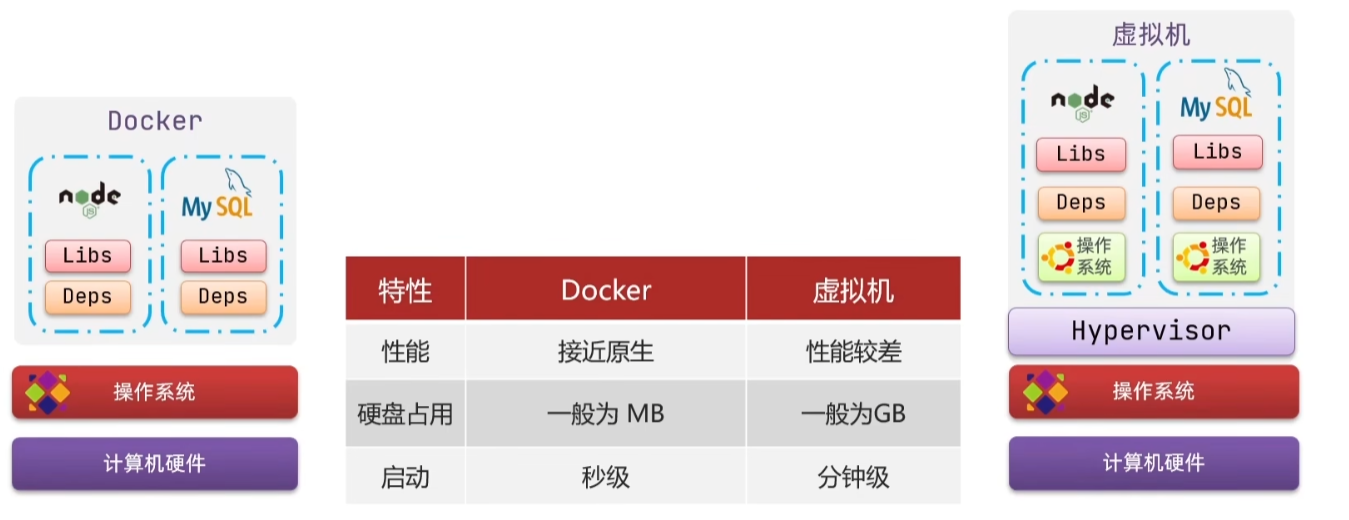 Docker
node
JS
MySQL
Libs
Libs
Deps
Deps
操作系统
计算机硬件
特性 Docker 虚拟机
性能 接近原生 性能较差
硬盘占用 一般为 MB 一般为GB
启动 秒级 分钟级
虚拟机
node
JS
MySQL
Libs
Libs
Deps
Deps
操作
系统
操作
系统
Hypervisor
操作系统
计算机硬件